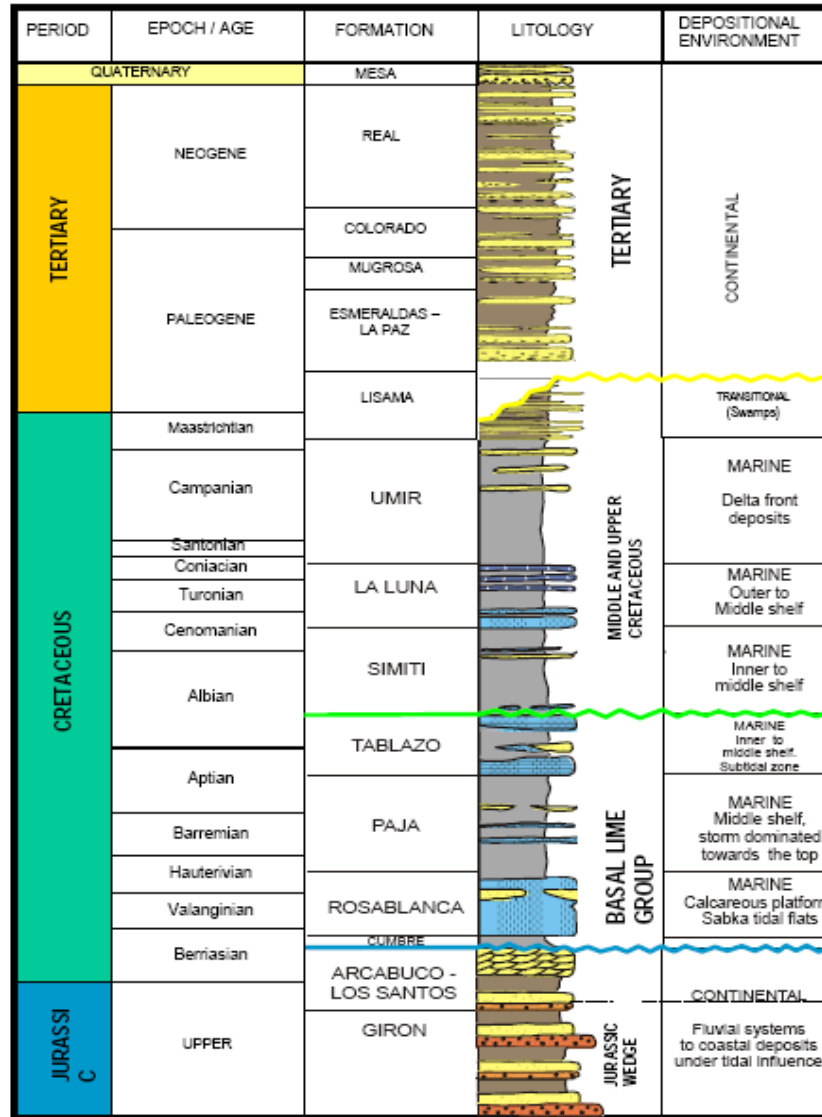 PERIOD
EPOCH / AGE
FORMATION
LITOLOGY
DEPOSITIONAL
ENVIRONMENT
QUATERNARY
MESA
TERTIARY
NEOGENE
REAL
COLORADO
PALEOGENE
MUGROSA
ESMERALDAS –
LA PAZ
LISAMA
TERTIARY
CONTINENTAL
TRANSITIONAL
(Swamps)
CRETACEOUS
Maastrichtian
Campanian
Santonian
Coniacian
Turonian
Cenomanian
Albian
Aptian
Barremian
Hauterivian
Valanginian
Berriasian
UMIR
LA LUNA
SIMITI
TABLAZO
PAJA
ROSABLANCA
CUMBRE
ARCABUCO -
LOS SANTOS
MIDDLE AND UPPER
CRETACEOUS
BASAL LIME
GROUP
MARINE
Delta front
deposits
MARINE
Outer to
Middle shelf
MARINE
Inner to
middle shelf
MARINE
Inner to
middle shelf.
Subtidal zone
MARINE
Middle shelf,
storm dominated
towards the top
MARINE
Calcareous platform
Sabka tidal flats
JURASSI
C
UPPER
GIRON
JURASSIC
WEDGE
CONTINENTAL
Fluvial systems
to coastal deposits
under tidal influence